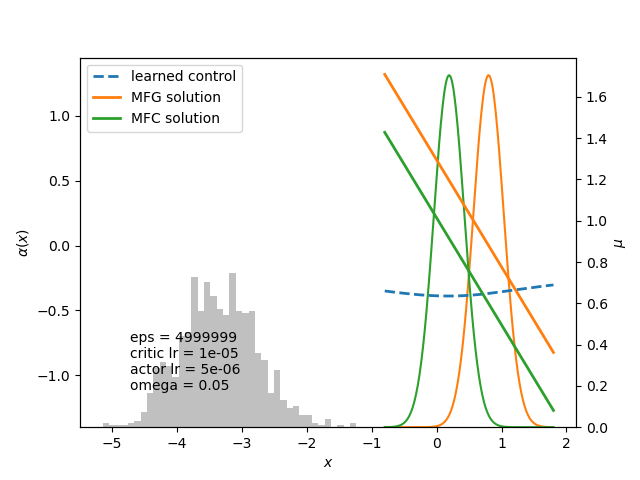 learned control
MFG solution
MFC solution
1.0
0.5
0.0
−0.5
−1.0
α(x)
eps = 4999999
critic lr = 1e-05
actor lr = 5e-06
omega = 0.05
1.6
1.4
1.2
1.0
0.8
0.6
0.4
0.2
0.0
μ
−5 −4 −3 −2 −1 0 1 2
x